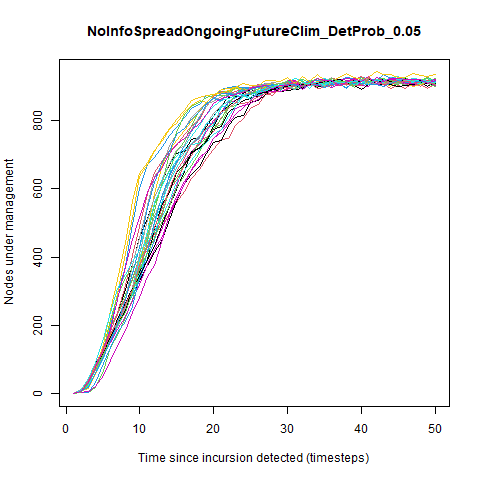 NoInfoSpreadOngoingFutureClim_DetProb_0.05
Nodes under management
800
600
400
200
0
0 10 20 30 40 50
Time since incursion detected (timesteps)